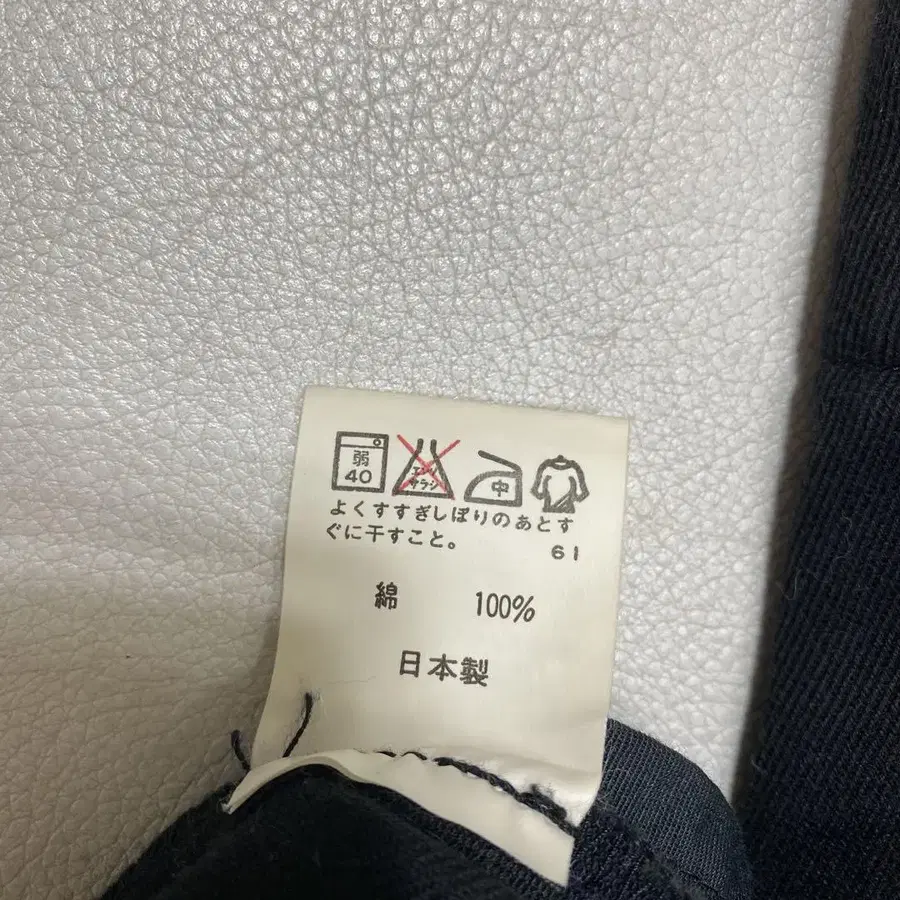 弱
40
エンソ
サラシ
中
よくすすぎしぼりのあとす
ぐに干すこと。 61
綿 100%
日本製